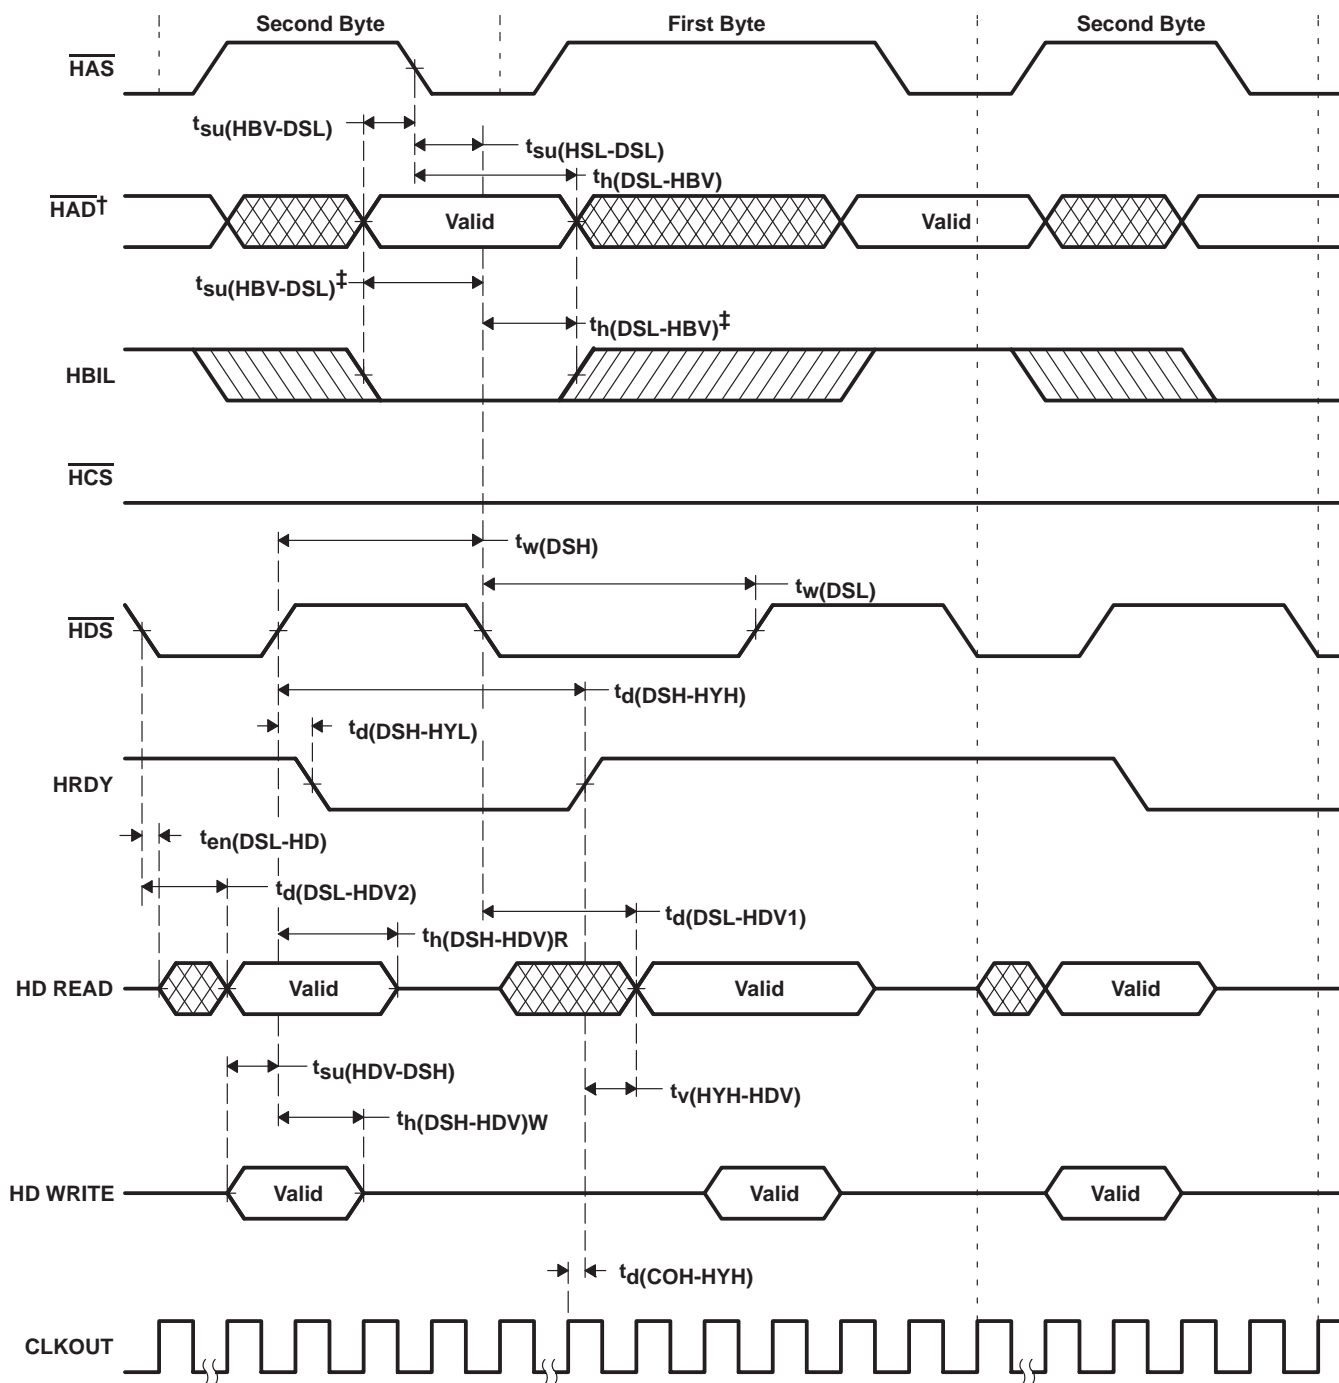 Second Byte First Byte Second Byte
HAS
tsu(HBV-DSL)
tsu(HSL-DSL)
th(DSL-HBV)
HAD†
Valid Valid
tsu(HBV-DSL)‡
th(DSL-HBV)‡
HBIL
HCS
tw(DSH)
tw(DSL)
HDS
td(DSH-HYH)
td(DSH-HYL)
HRDY
ten(DSL-HD)
td(DSL-HDV2)
td(DSL-HDV1)
th(DSH-HDV)R
HD READ Valid Valid Valid
tsu(HDV-DSH)
tv(HYH-HDV)
th(DSH-HDV)W
HD WRITE Valid Valid Valid
td(COH-HYH)
CLKOUT